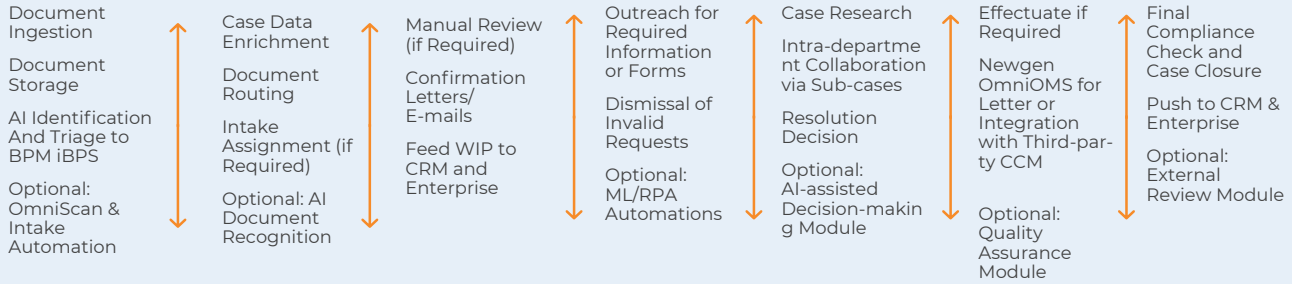 Document
Ingestion
Document
Storage
AI Identification
And Triage to
BPM iBPS
Optional:
OmniScan &
Intake
Automation
Case Data
Enrichment
Document
Routing
Intake
Assignment (if
Required)
Optional: AI
Document
Recognition
Manual Review
(if Required)
Confirmation
Letters/
E-mails
Feed WIP to
CRM and
Enterprise
Outreach for
Required
Information
or Forms
Dismissal of
Invalid
Requests
Optional:
ML/RPA
Automations
Case Research
Intra-departme
nt Collaboration
via Sub-cases
Resolution
Decision
Optional:
AI-assisted
Decision-makin
g Module
Effectuate if
Required
Newgen
OmniOMS for
Letter or
Integration
with Third-par-
ty CCM
Optional:
Quality
Assurance
Module
Final
Compliance
Check and
Case Closure
Push to CRM &
Enterprise
Optional:
External
Review Module